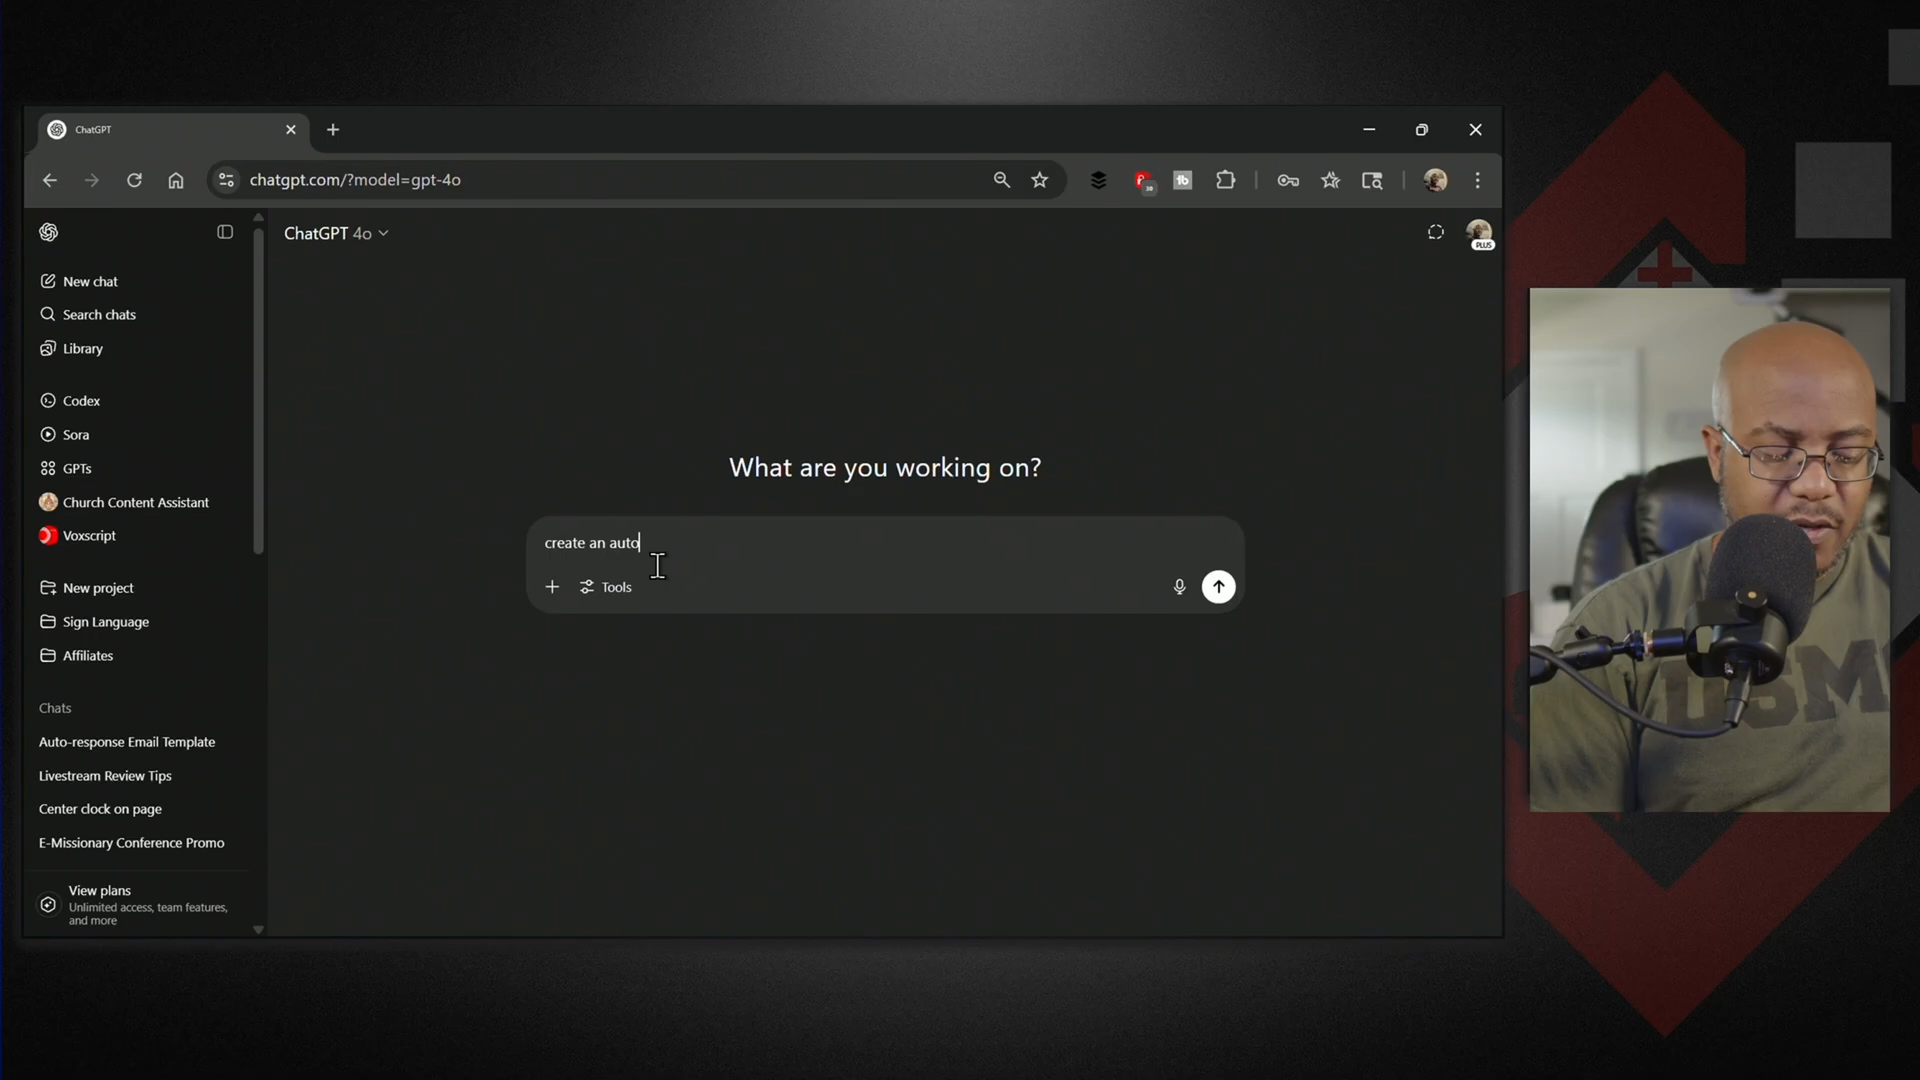 ChatGPT
chatgpt.com/?model=gpt-4o
30
tb
ChatGPT 4o
PLUS
New chat
Search chats
Library
Codex
Sora
GPTs
Church Content Assistant
Voxscript
New project
Sign Language
Affiliates
Chats
Auto-response Email Template
Livestream Review Tips
Center clock on page
E-Missionary Conference Promo
View plans
Unlimited access, team features,
and more
What are you working on?
create an auto
Tools
USM